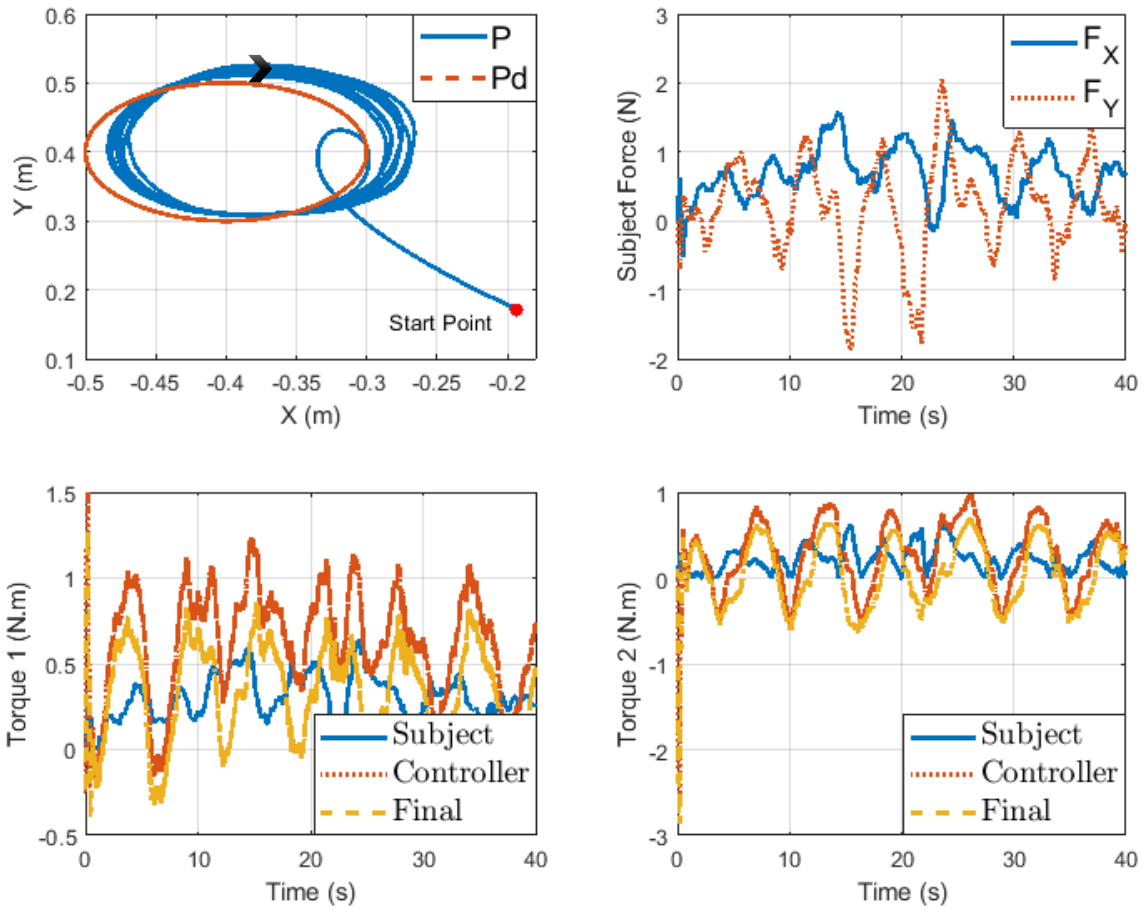 0.6
0.5
0.4
0.3
0.2
0.1
Y (m)
P
Pd
Start Point
-0.5 -0.45 -0.4 -0.35 -0.3 -0.25 -0.2
X (m)
3
2
1
0
-1
-2
Subject Force (N)
F_X
F_Y
0 10 20 30 40
Time (s)
1.5
1
0.5
0
-0.5
Torque 1 (N.m)
Subject
Controller
Final
0 10 20 30 40
Time (s)
1
0
-1
-2
-3
Torque 2 (N.m)
Subject
Controller
Final
0 10 20 30 40
Time (s)